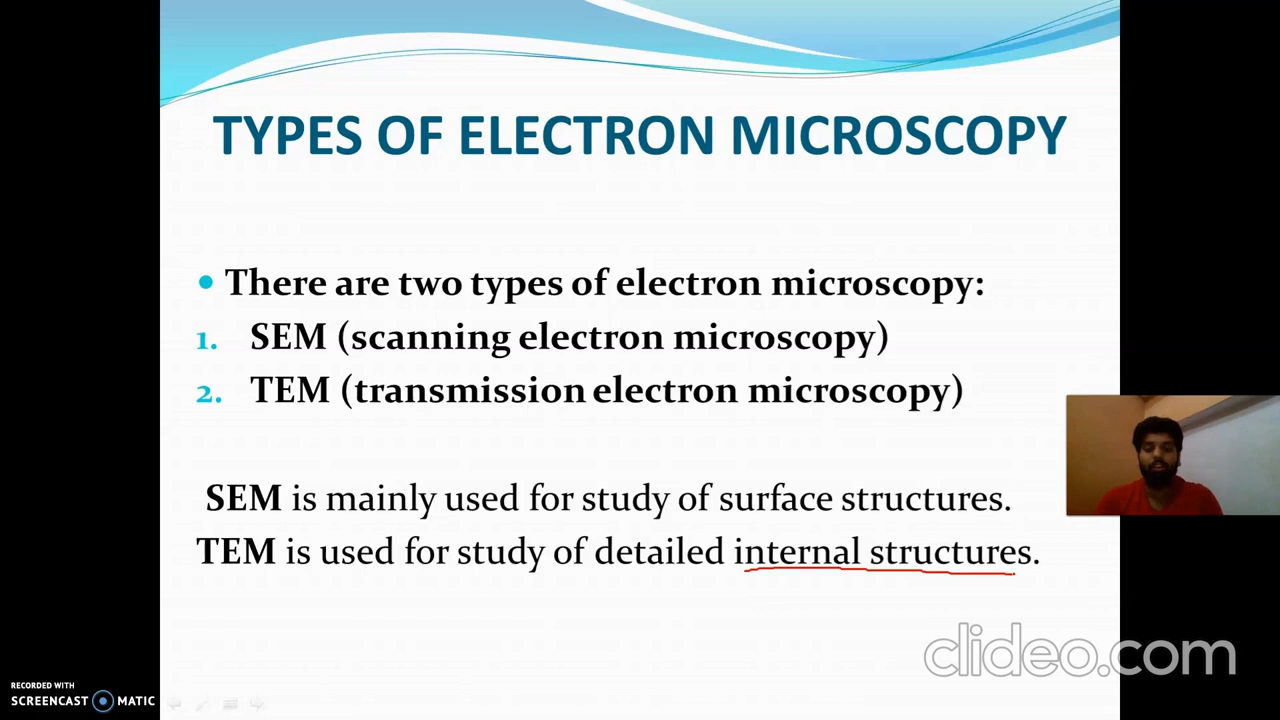 TYPES OF ELECTRON MICROSCOPY
• There are two types of electron microscopy:
1. SEM (scanning electron microscopy)
2. TEM (transmission electron microscopy)
SEM is mainly used for study of surface structures.
TEM is used for study of detailed internal structures.
clideo.com
RECORDED WITH
SCREENCAST MATIC